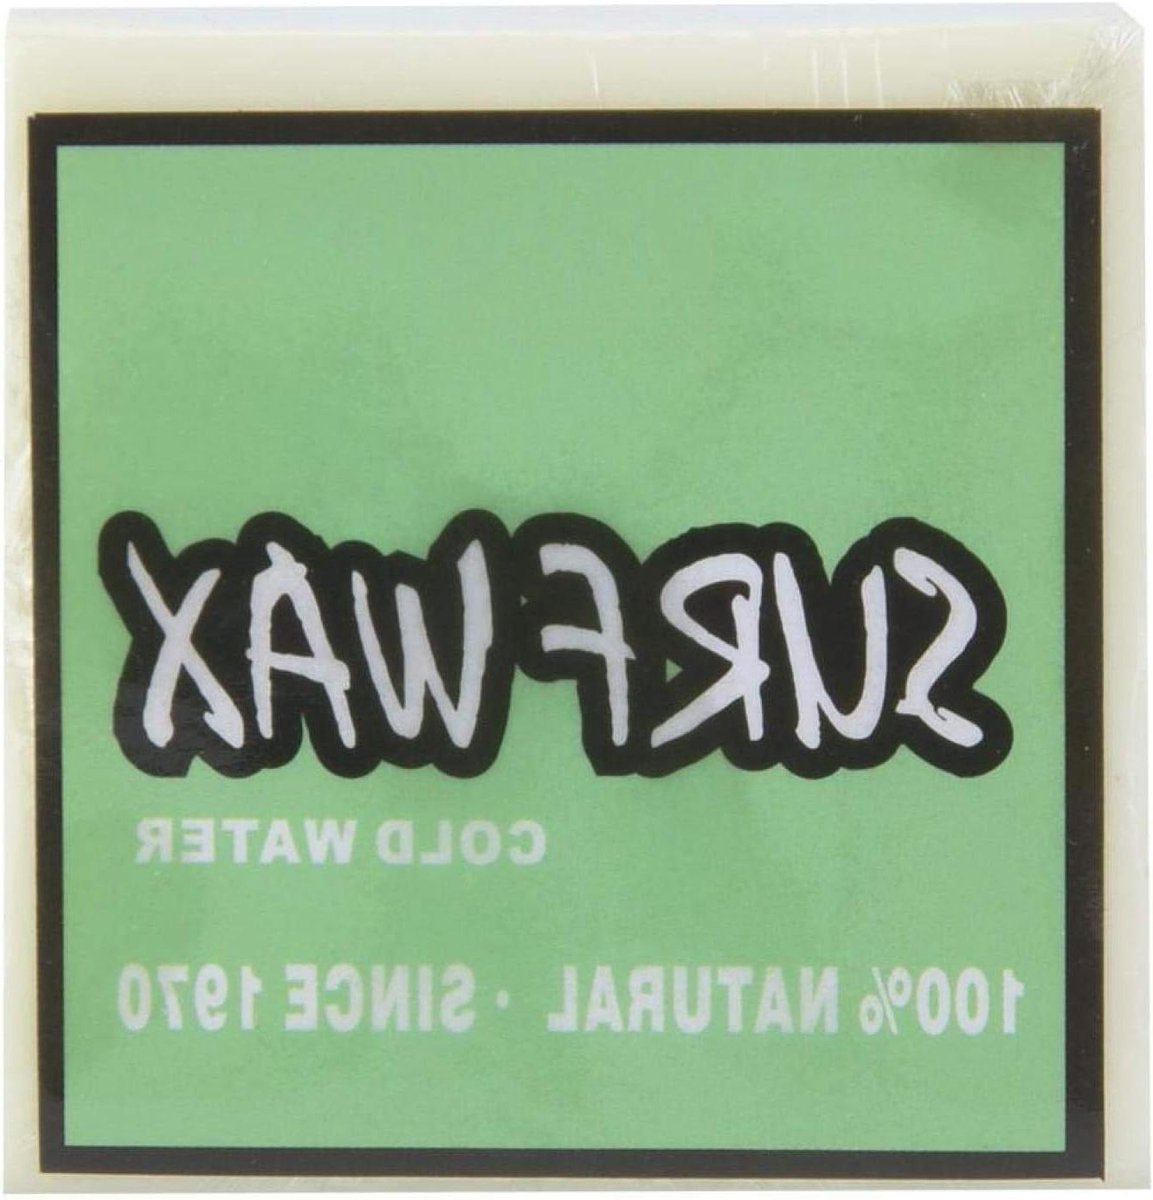 SURF WAX
COLD WATER
100% NATURAL · SINCE 1970